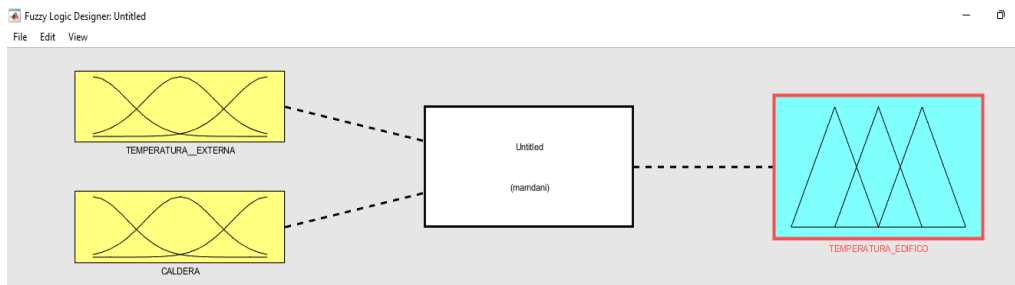 Fuzzy Logic Designer: Untitled
File Edit View
TEMPERATURA__EXTERNA
Untitled
(mamdani)
TEMPERATURA_EDIFICO
CALDERA